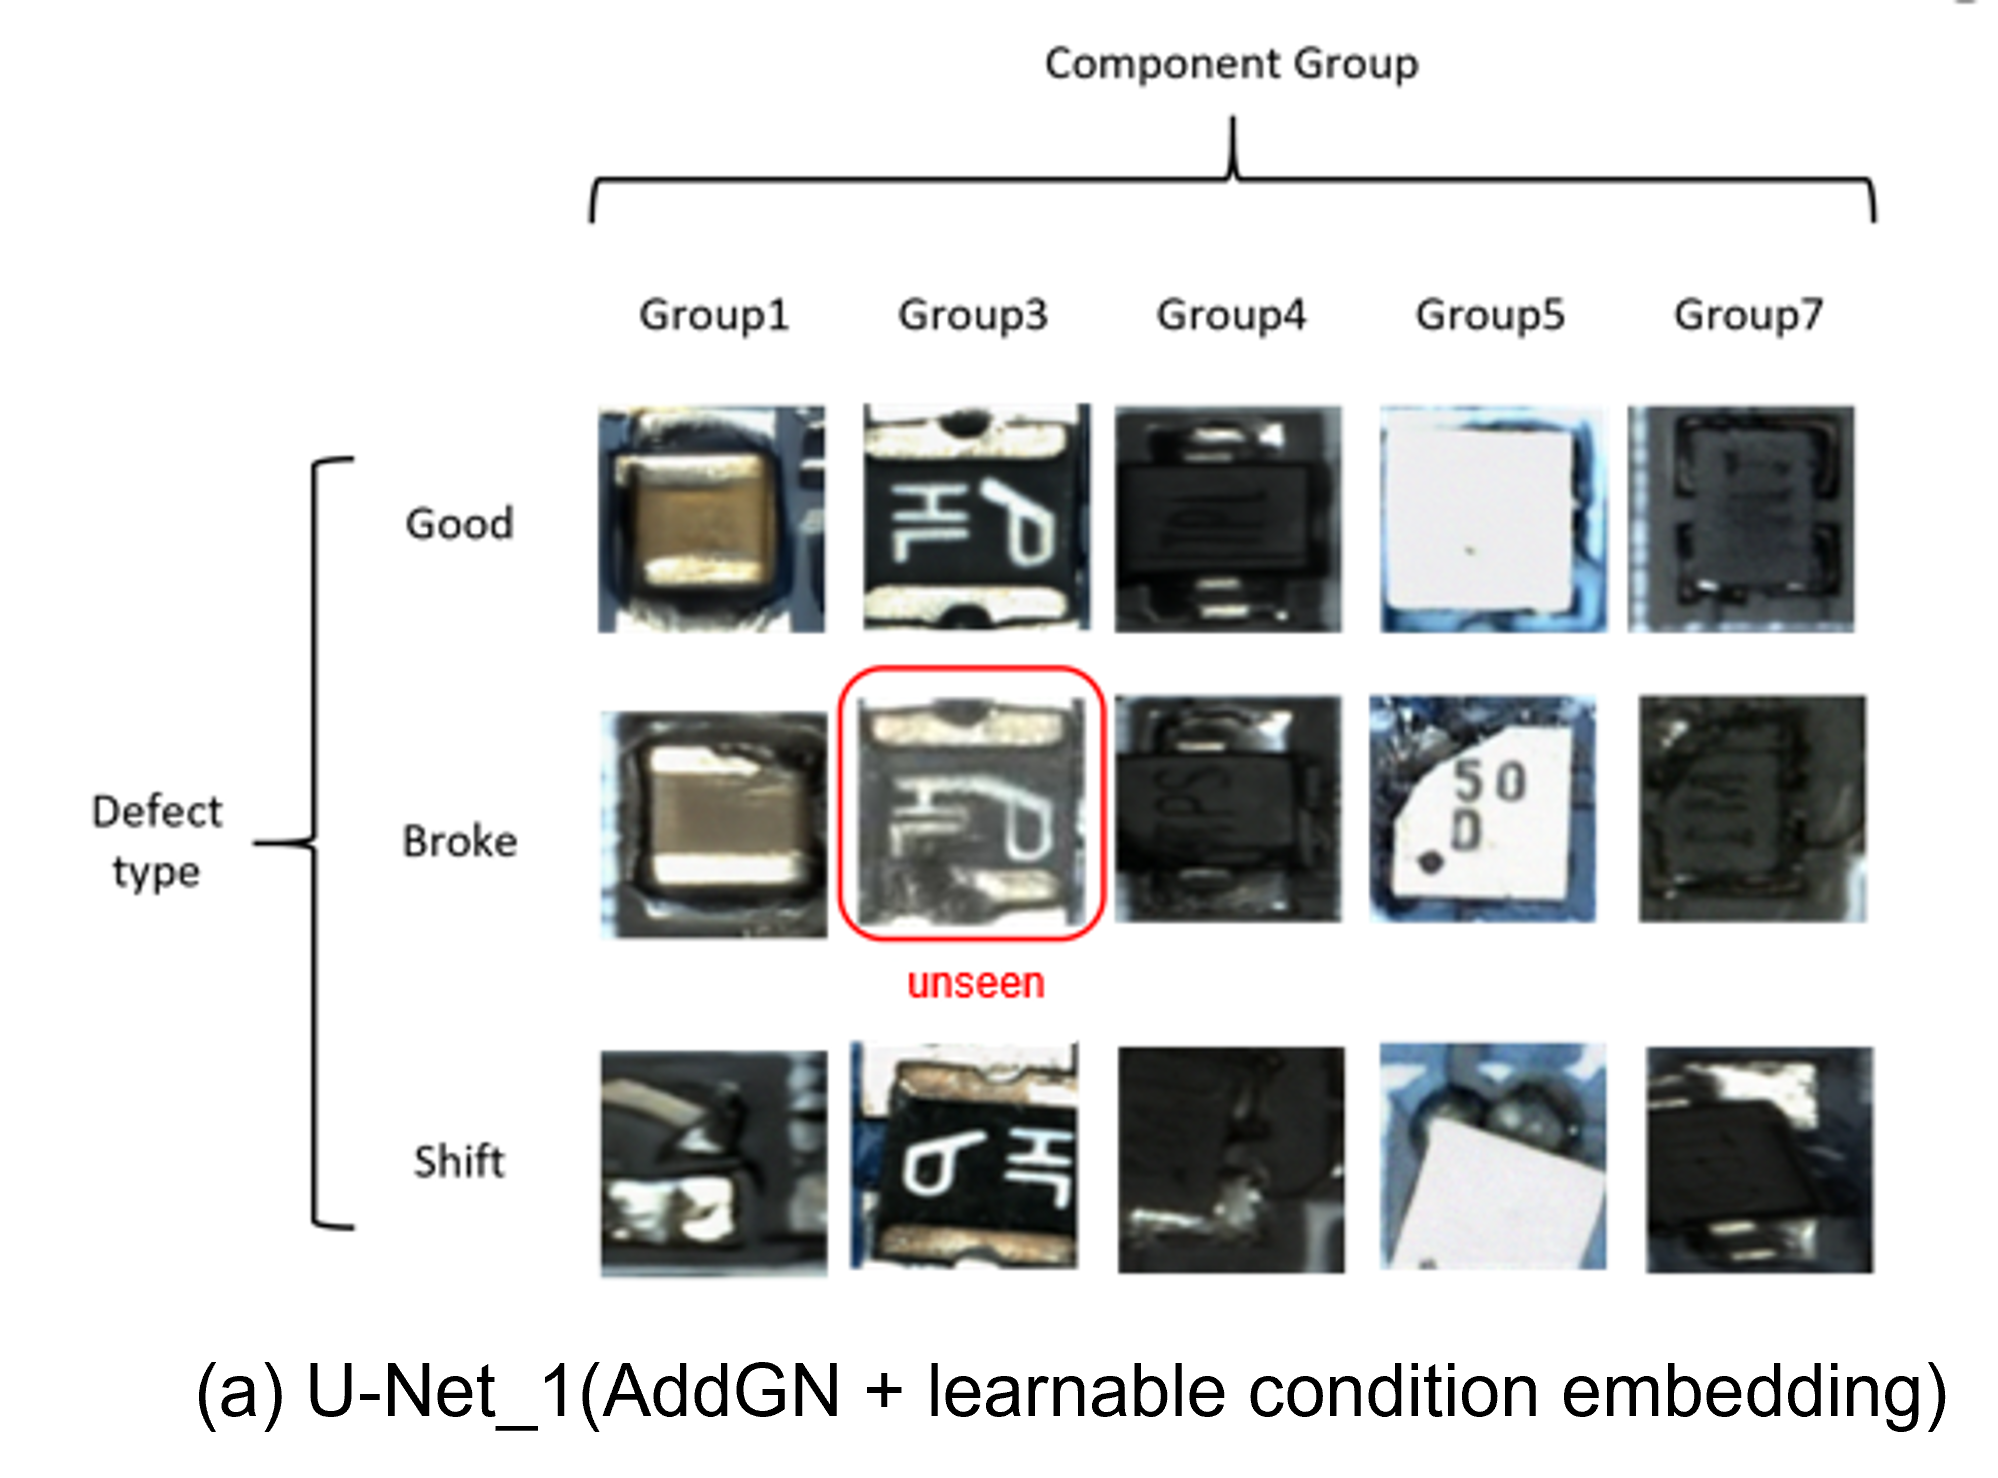 Component Group
Group1 Group3 Group4 Group5 Group7
Good
HL P
Defect type
Broke
HL P
50
D
unseen
Shift
P HL
(a) U-Net_1(AddGN + learnable condition embedding)